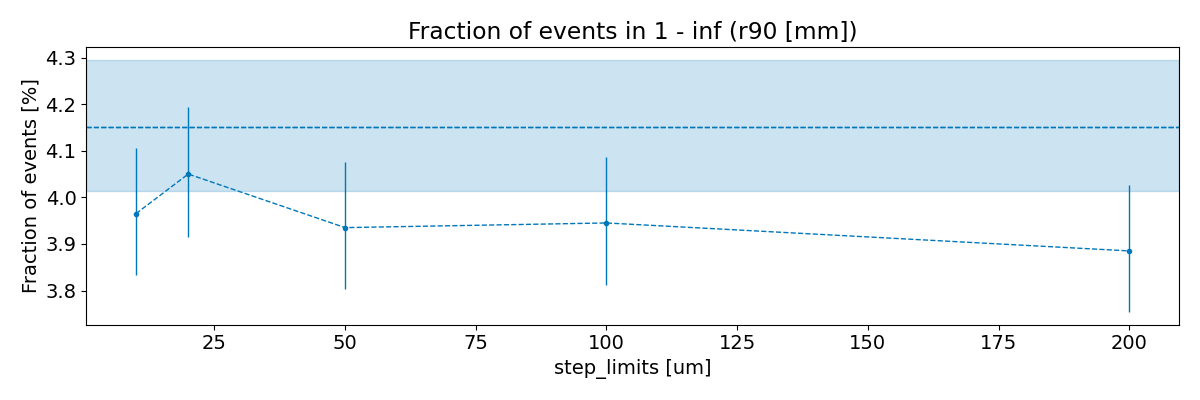 Fraction of events in 1 - inf (r90 [mm])
Fraction of events [%]
4.3
4.2
4.1
4.0
3.9
3.8
25 50 75 100 125 150 175 200
step_limits [um]